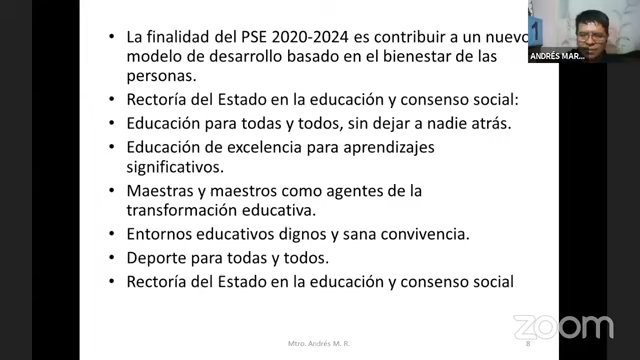 • La finalidad del PSE 2020-2024 es contribuir a un nuevo
modelo de desarrollo basado en el bienestar de las
personas.
• Rectoría del Estado en la educación y consenso social:
• Educación para todas y todos, sin dejar a nadie atrás.
• Educación de excelencia para aprendizajes
significativos.
• Maestras y maestros como agentes de la
transformación educativa.
• Entornos educativos dignos y sana convivencia.
• Deporte para todas y todos.
• Rectoría del Estado en la educación y consenso social
Mtro. Andrés M. R.
8
1
ANDRÉS MAR...
zoom